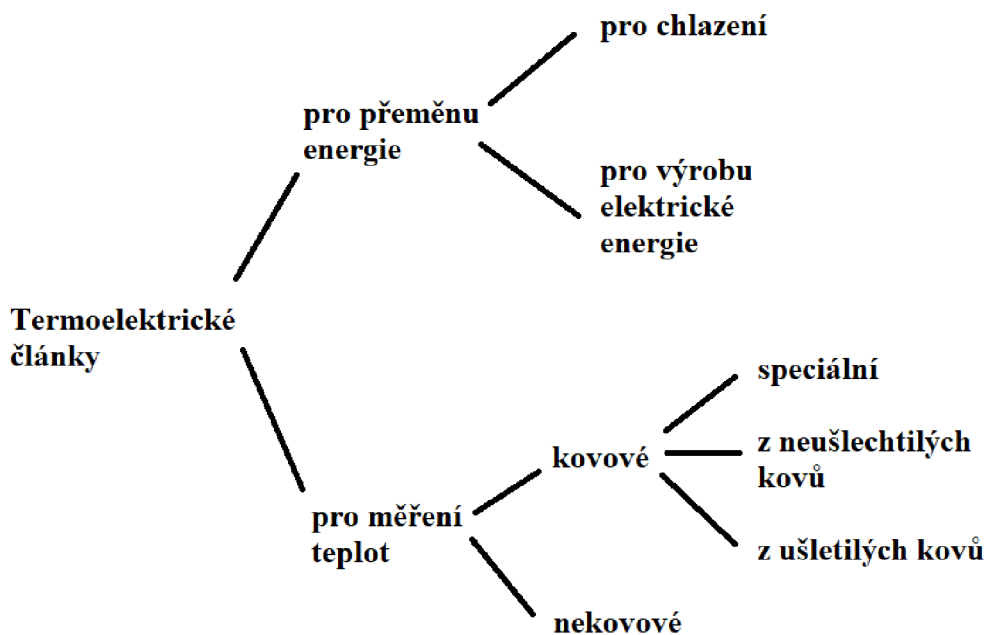 pro chlazení
pro přeměnu
energie
pro výrobu
elektrické
energie
Termoelektrické
články
speciální
kovové
z neušlechtilých
kovů
pro měření
teplot
z ušletilých kovů
nekovové